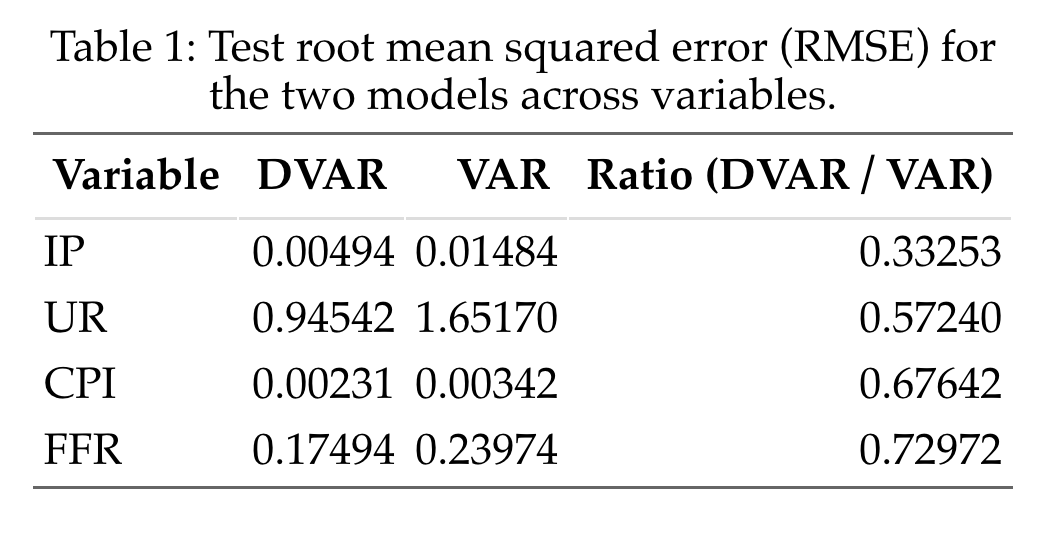 Table 1: Test root mean squared error (RMSE) for
the two models across variables.
Variable DVAR VAR Ratio (DVAR / VAR)
IP 0.00494 0.01484 0.33253
UR 0.94542 1.65170 0.57240
CPI 0.00231 0.00342 0.67642
FFR 0.17494 0.23974 0.72972